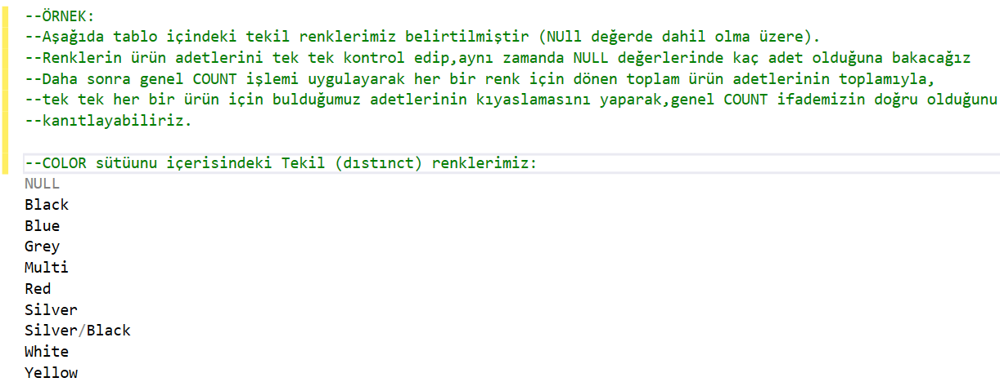 --ÖRNEK:
--Aşağıda tablo içindeki tekil renklerimiz belirtilmiştir (NUll değerde dahil olma üzere).
--Renklerin ürün adetlerini tek tek kontrol edip,aynı zamanda NULL değerlerinde kaç adet olduğuna bakacağız
--Daha sonra genel COUNT işlemi uygulayarak her bir renk için dönen toplam ürün adetlerinin toplamıyla,
--tek tek her bir ürün için bulduğumuz adetlerinin kıyaslamasını yaparak,genel COUNT ifademizin doğru olduğunu
--kanıtlayabiliriz.
--COLOR sütüunu içerisindeki Tekil (dıstınct) renklerimiz:
NULL
Black
Blue
Grey
Multi
Red
Silver
Silver/Black
White
Yellow